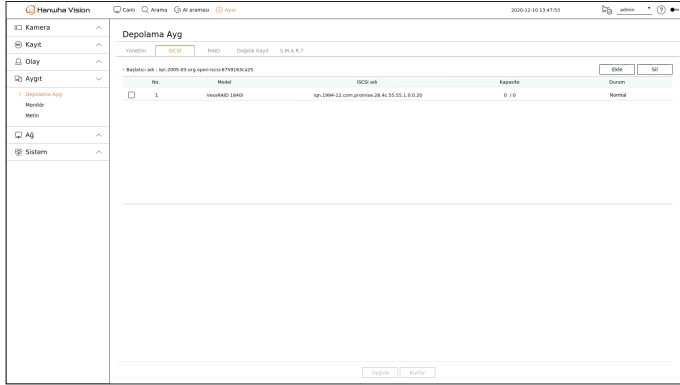 Hanwha Vision
Canlı Arama AI araması Ayar 2020-12-10 13:47:53 admin
Kamera
Kayıt
Olay
Aygıt
Depolama Ayg
Monitör
Metin
Ağ
Sistem
Depolama Ayg
Yönetim iSCSI RAID Dağıtık Kayıt S.M.A.R.T
Başlatıcı adı : iqn.2005-03.org.open-iscsi:6759163ca25 Ekle Sil
No. Model iSCSI adı Kapasite Durum
1 VessRAID 1840i iqn.1994-12.com.promise.28.4c.55.55.1.0.0.20 0 / 0 Normal
Uygula Kurtar